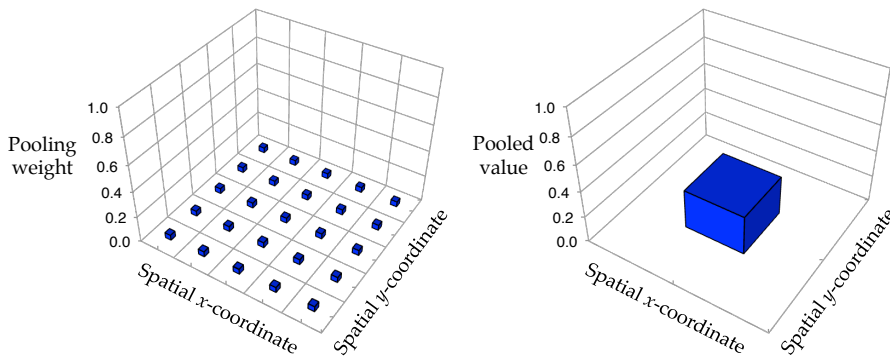 Pooling
weight
1.0
0.8
0.6
0.4
0.2
0.0
Spatial x-coordinate
Spatial y-coordinate
Pooled
value
1.0
0.8
0.6
0.4
0.2
0.0
Spatial x-coordinate
Spatial y-coordinate